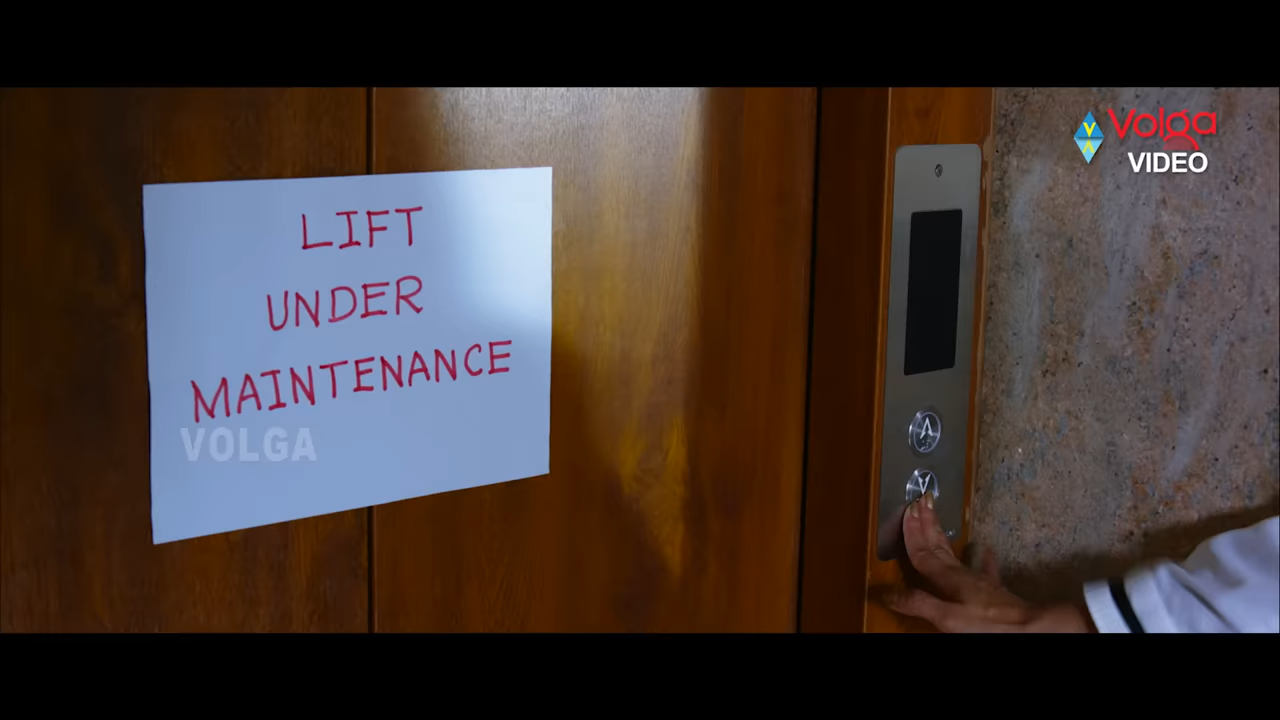 Volga
VIDEO
LIFT
UNDER
MAINTENANCE
VOLGA